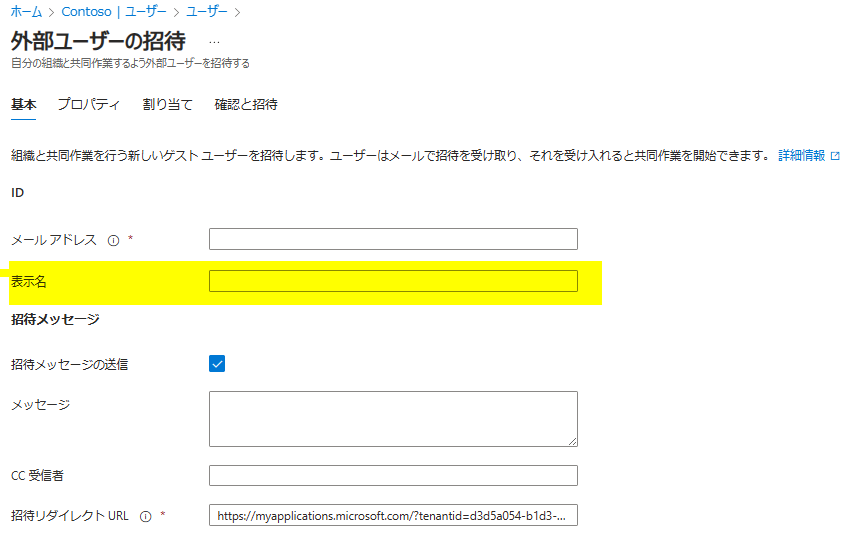 ホーム > Contoso | ユーザー > ユーザー >
外部ユーザーの招待 …
自分の組織と共同作業するよう外部ユーザーを招待する
基本 プロパティ 割り当て 確認と招待
組織と共同作業を行う新しいゲスト ユーザーを招待します。ユーザーはメールで招待を受け取り、それを受け入れると共同作業を開始できます。 詳細情報
ID
メール アドレス *
表示名
招待メッセージ
招待メッセージの送信
メッセージ
CC 受信者
招待リダイレクト URL * https://myapplications.microsoft.com/?tenantid=d3d5a054-b1d3-...